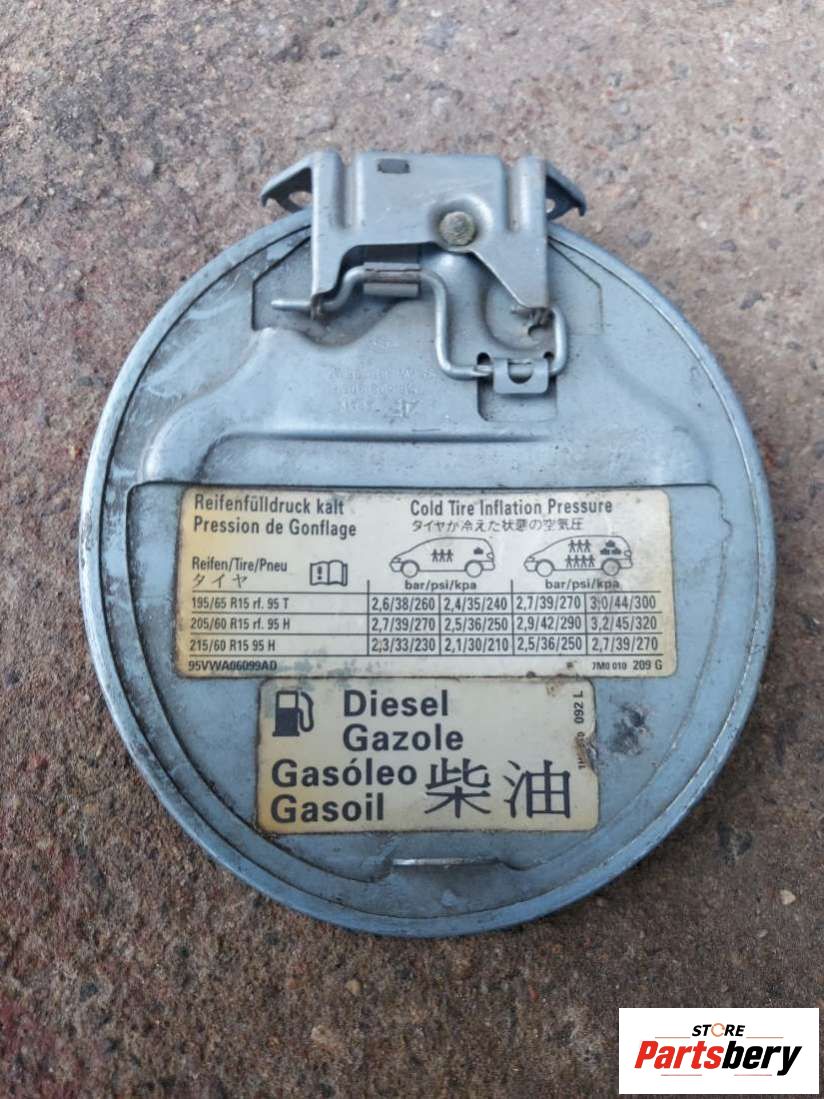 Reifenfülldruck kalt
Cold Tire Inflation Pressure
Pression de Gonflage
タイヤが冷えた状態の空気圧
Reifen/Tire/Pneu
タイヤ
bar/psi/kpa bar/psi/kpa
195/65 R15 rf. 95 T 2,6/38/260 2,4/35/240 2,7/39/270 3,0/44/300
205/60 R15 rf. 95 H 2,7/39/270 2,5/36/250 2,9/42/290 3,2/45/320
215/60 R15 95 H 2,3/33/230 2,1/30/210 2,5/36/250 2,7/39/270
95VWA06099AD 7M0 010 209 G
Diesel
Gazole
Gasóleo
Gasoil
柴油
092 L
STORE
Partsbery